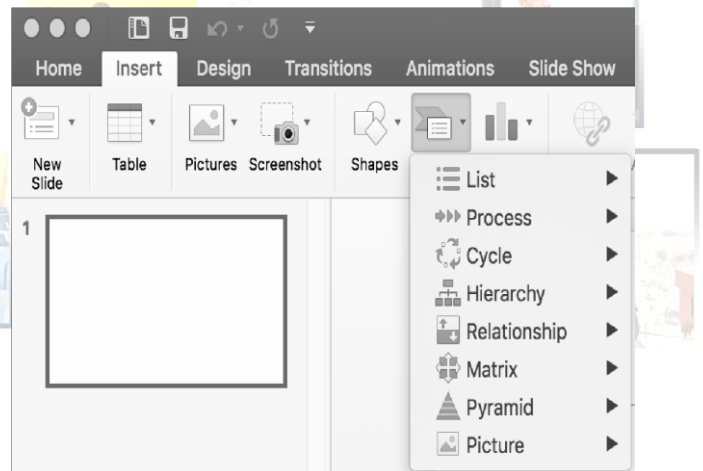 Home Insert Design Transitions Animations Slide Show
New Slide Table Pictures Screenshot Shapes
List
Process
Cycle
Hierarchy
Relationship
Matrix
Pyramid
Picture
1